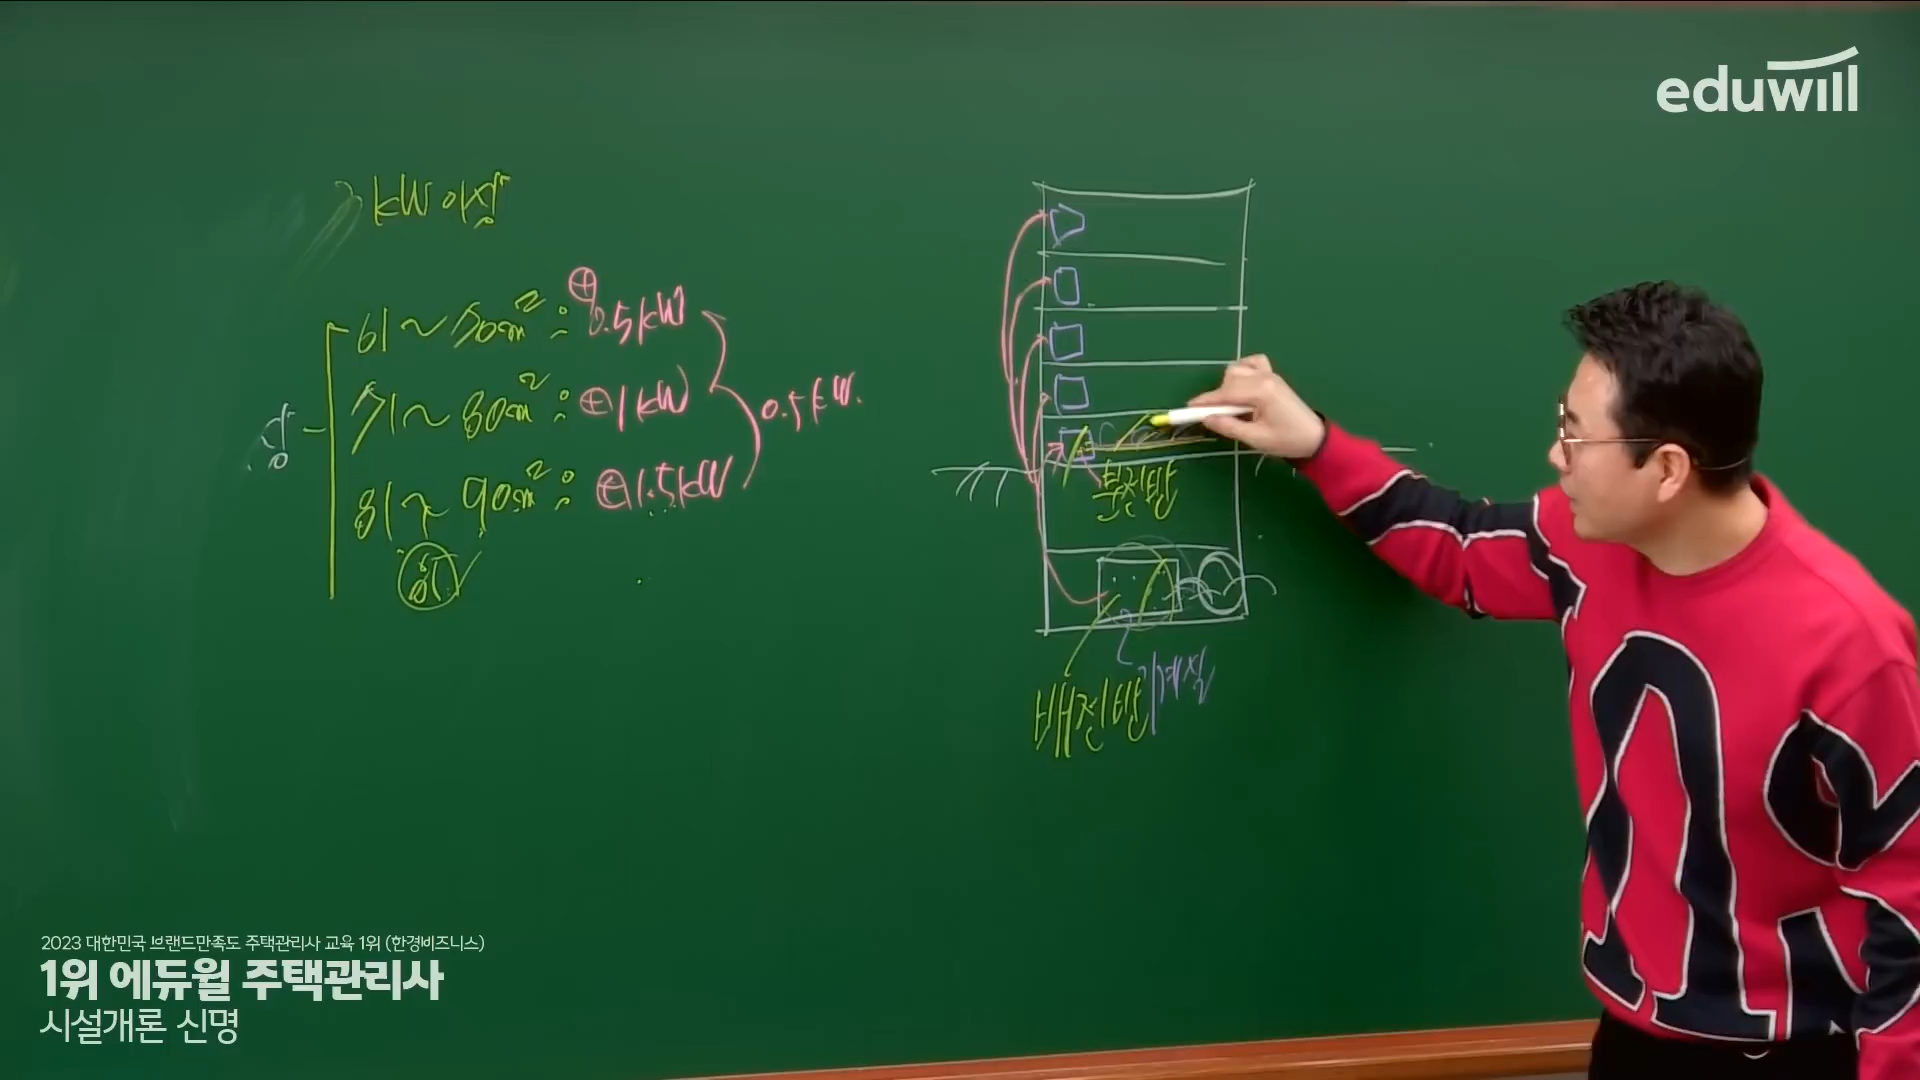 eduwill
kW 이상
61~70m² : ⊕0.5kW
71~80m² : ⊕1kW
0.5kW.
81~90m² : ⊕1.5kW
분전반
기계실
배전반
2023 대한민국 브랜드만족도 주택관리사 교육 1위 (한경비즈니스)
1위 에듀윌 주택관리사
시설개론 신명